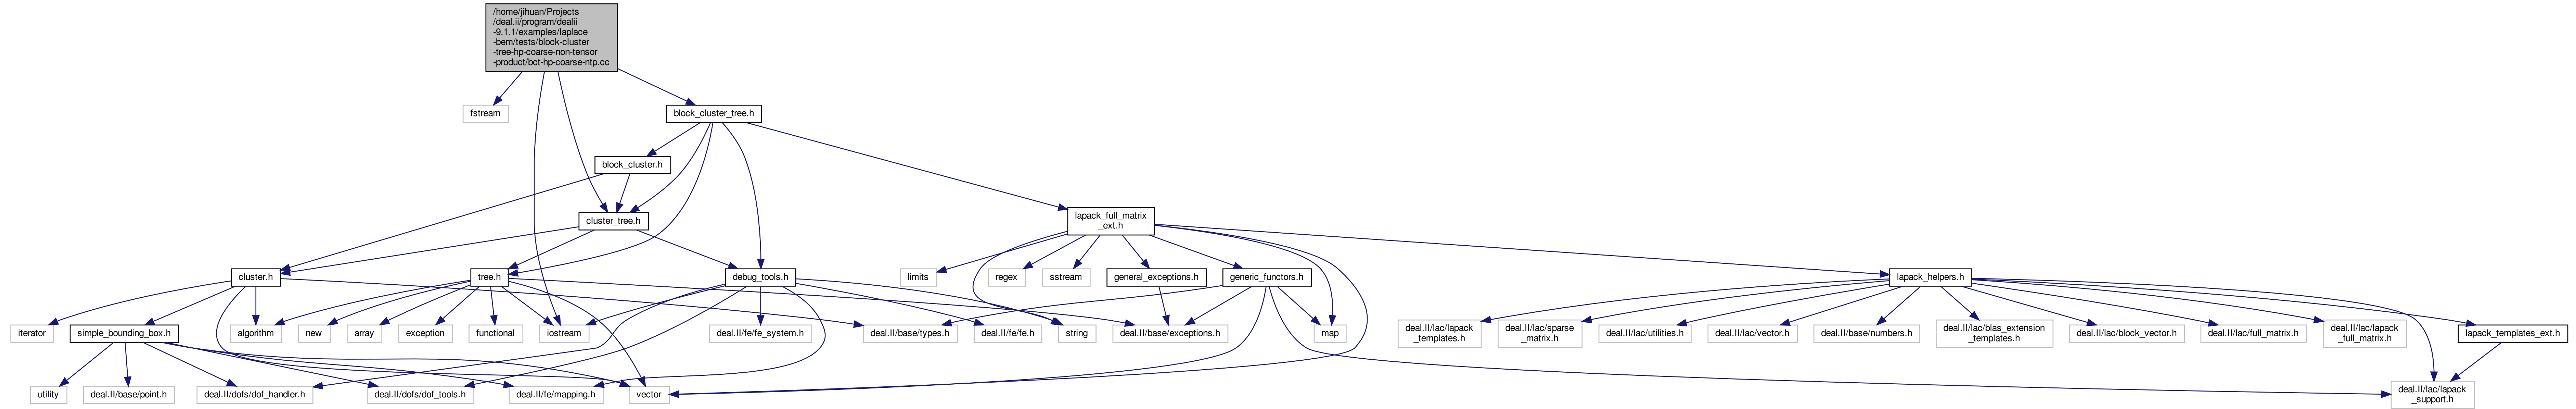 /home/jihuan/Projects
/deal.ii/program/dealii
-9.1.1/examples/laplace
-bem/tests/block-cluster
-tree-hp-coarse-non-tensor
-product/bct-hp-coarse-ntp.cc
fstream
block_cluster_tree.h
block_cluster.h
cluster_tree.h
lapack_full_matrix
_ext.h
cluster.h
tree.h
debug_tools.h
limits
regex
sstream
general_exceptions.h
generic_functors.h
lapack_helpers.h
iterator
simple_bounding_box.h
algorithm
new
array
exception
functional
iostream
deal.II/fe/fe_system.h
deal.II/base/types.h
deal.II/fe/fe.h
string
deal.II/base/exceptions.h
map
deal.II/lac/lapack
_templates.h
deal.II/lac/sparse
_matrix.h
deal.II/lac/utilities.h
deal.II/lac/vector.h
deal.II/base/numbers.h
deal.II/lac/blas_extension
_templates.h
deal.II/lac/block_vector.h
deal.II/lac/full_matrix.h
deal.II/lac/lapack
_full_matrix.h
lapack_templates_ext.h
utility
deal.II/base/point.h
deal.II/dofs/dof_handler.h
deal.II/dofs/dof_tools.h
deal.II/fe/mapping.h
vector
deal.II/lac/lapack
_support.h